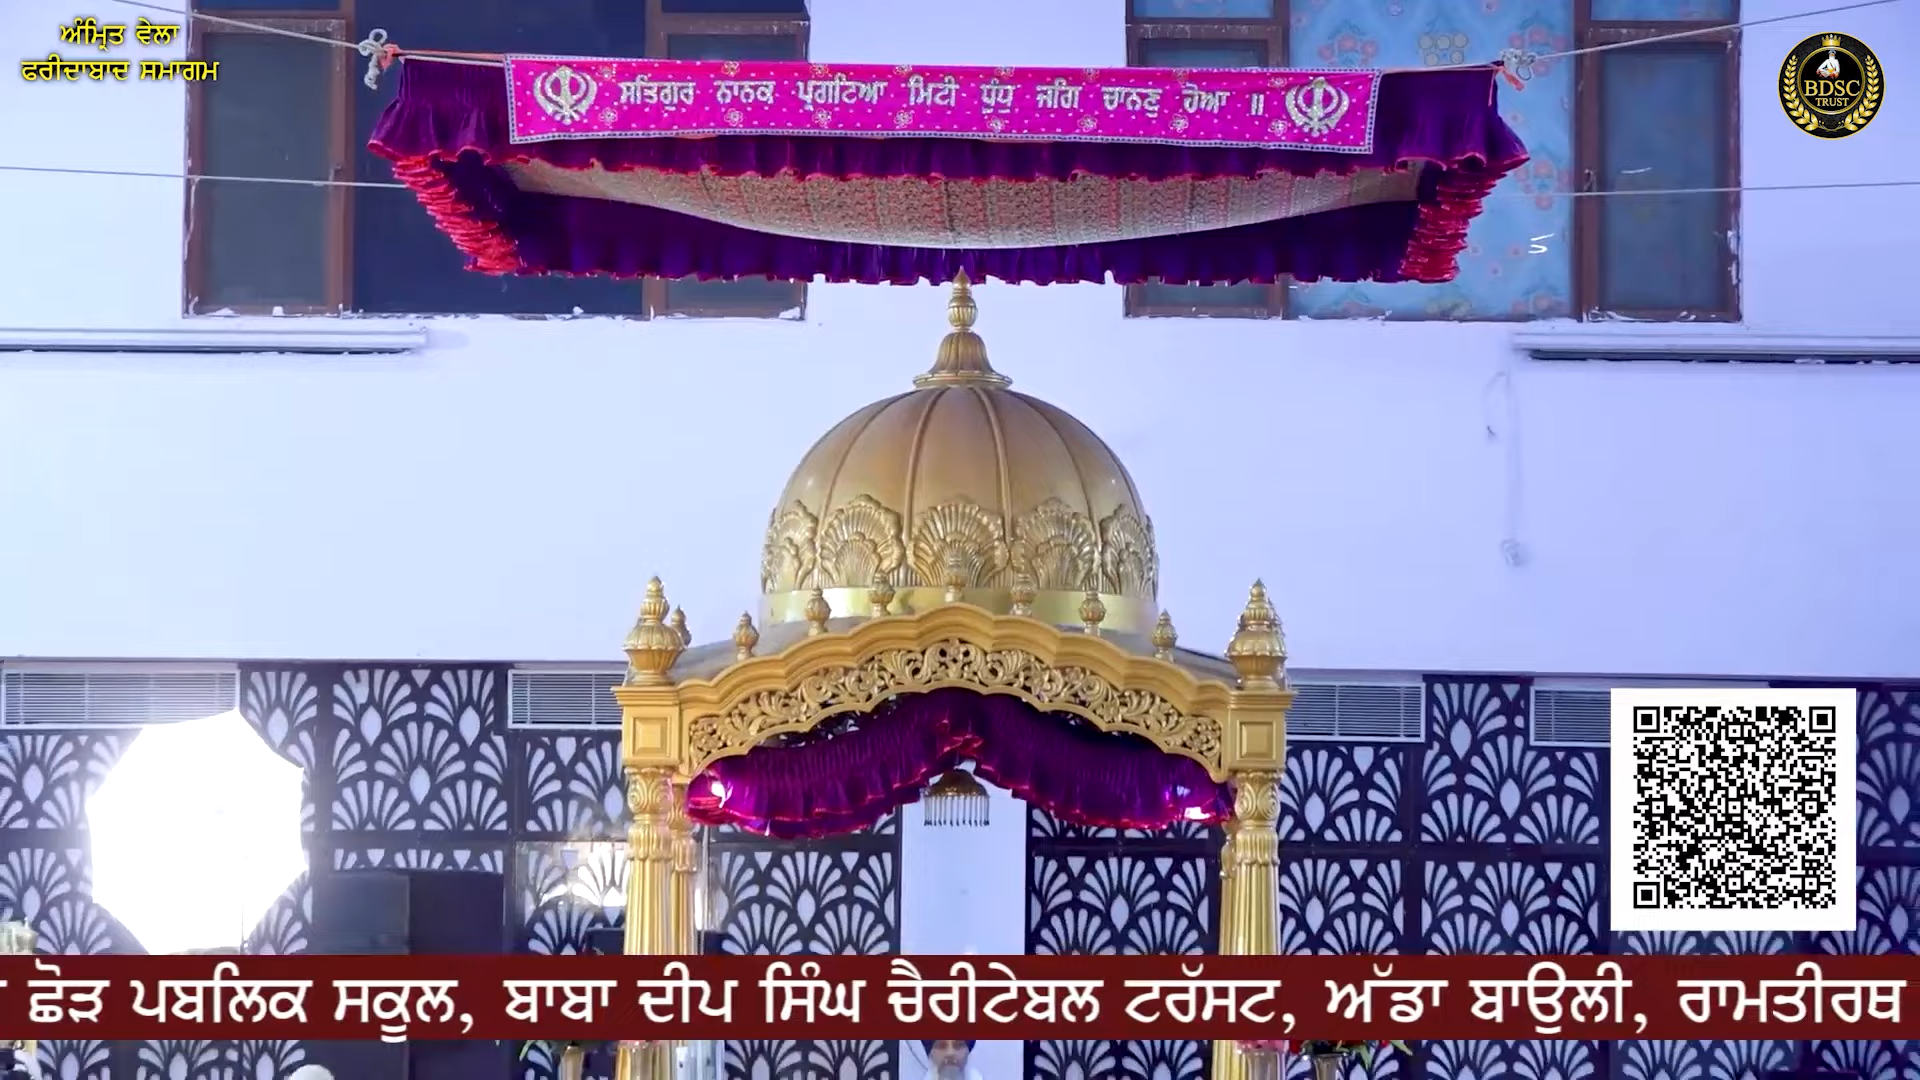 ਅੰਮ੍ਰਿਤ ਵੇਲਾ
ਫਰੀਦਾਬਾਦ ਸਮਾਗਮ
ਸਤਿਗੁਰ ਨਾਨਕ ਪ੍ਰਗਟਿਆ ਮਿਟੀ ਧੁੰਧੁ ਜਗਿ ਚਾਨਣੁ ਹੋਆ ॥
BDSC
TRUST
ਛੋੜ ਪਬਲਿਕ ਸਕੂਲ, ਬਾਬਾ ਦੀਪ ਸਿੰਘ ਚੈਰੀਟੇਬਲ ਟਰੱਸਟ, ਅੱਡਾ ਬਾਉਲੀ, ਰਾਮਤੀਰਥ